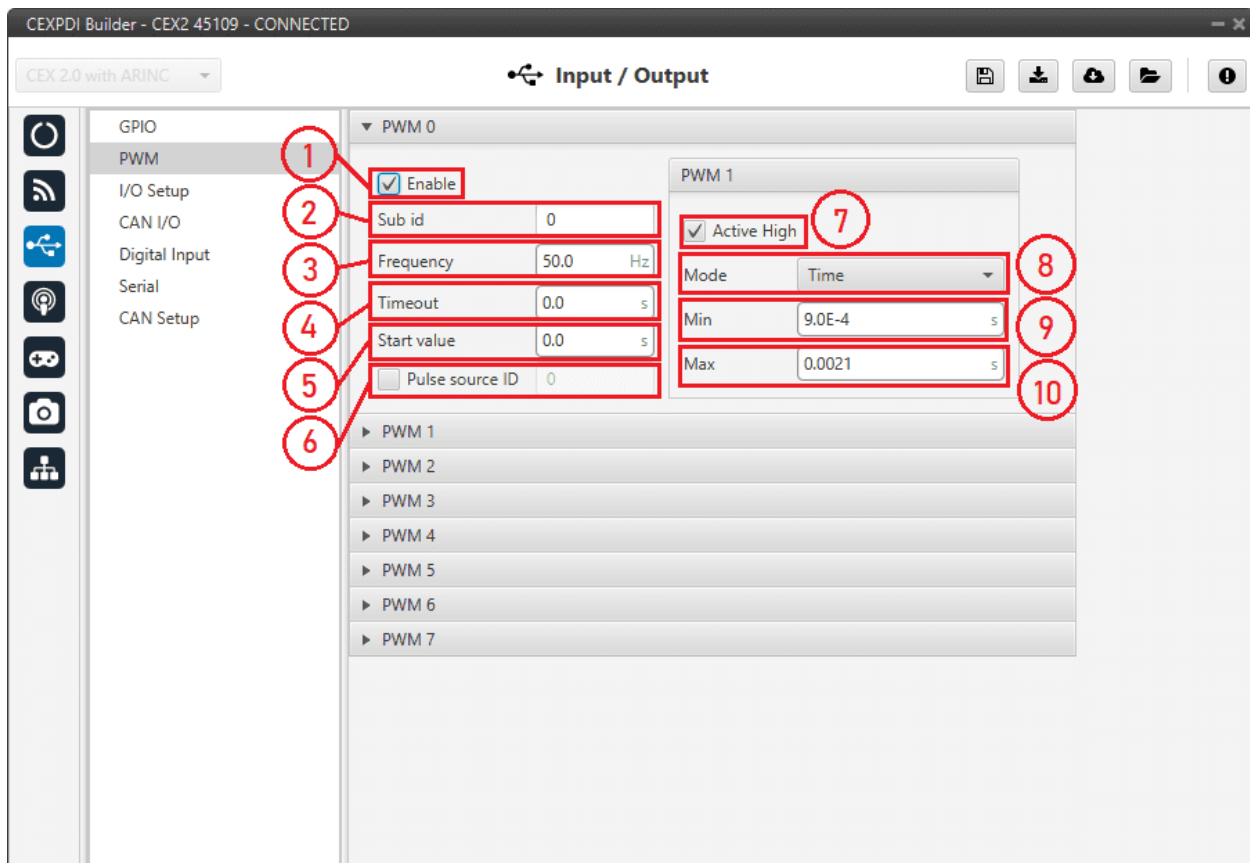 CEXPDI Builder - CEX2 45109 - CONNECTED
CEX 2.0 with ARINC
Input / Output
GPIO
PWM
I/O Setup
CAN I/O
Digital Input
Serial
CAN Setup
PWM 0
1
Enable
2
Sub id 0
3
Frequency 50.0 Hz
4
Timeout 0.0 s
5
Start value 0.0 s
6
Pulse source ID 0
PWM 1
Active High
7
Mode Time
8
Min 9.0E-4 s
9
Max 0.0021 s
10
PWM 1
PWM 2
PWM 3
PWM 4
PWM 5
PWM 6
PWM 7